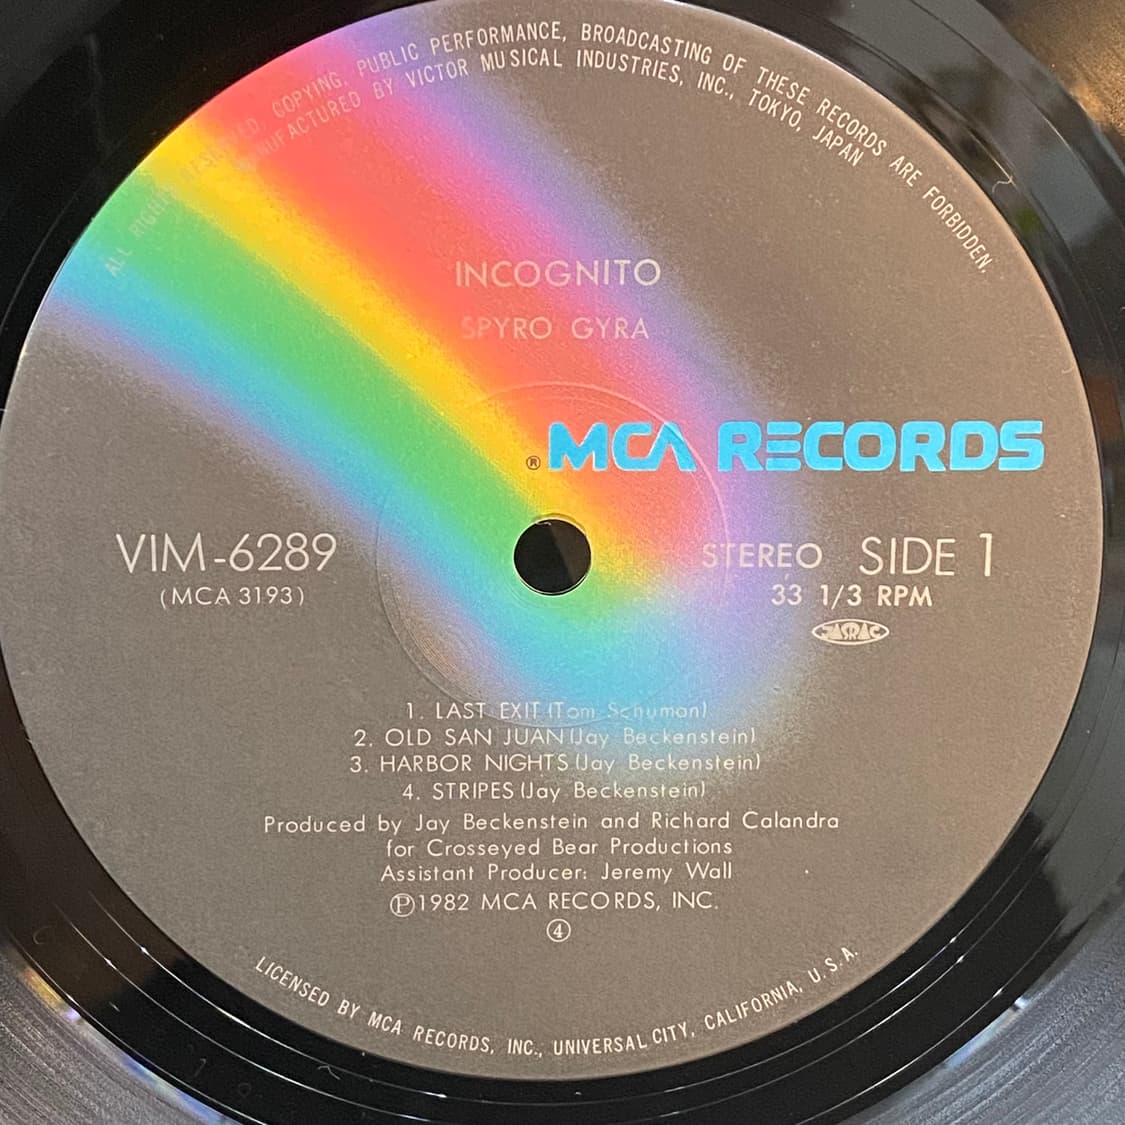 ALL RIGHTS RESERVED. COPYING, PUBLIC PERFORMANCE, BROADCASTING OF THESE RECORDS ARE FORBIDDEN.
MANUFACTURED BY VICTOR MUSICAL INDUSTRIES, INC., TOKYO, JAPAN
INCOGNITO
SPYRO GYRA
® MCA RECORDS
VIM-6289
(MCA 3193)
STEREO SIDE 1
33 1/3 RPM
JASRAC
1. LAST EXIT (Tom Schuman)
2. OLD SAN JUAN (Jay Beckenstein)
3. HARBOR NIGHTS (Jay Beckenstein)
4. STRIPES (Jay Beckenstein)
Produced by Jay Beckenstein and Richard Calandra
for Crosseyed Bear Productions
Assistant Producer: Jeremy Wall
Ⓟ1982 MCA RECORDS, INC.
④
LICENSED BY MCA RECORDS, INC., UNIVERSAL CITY, CALIFORNIA, U.S.A.